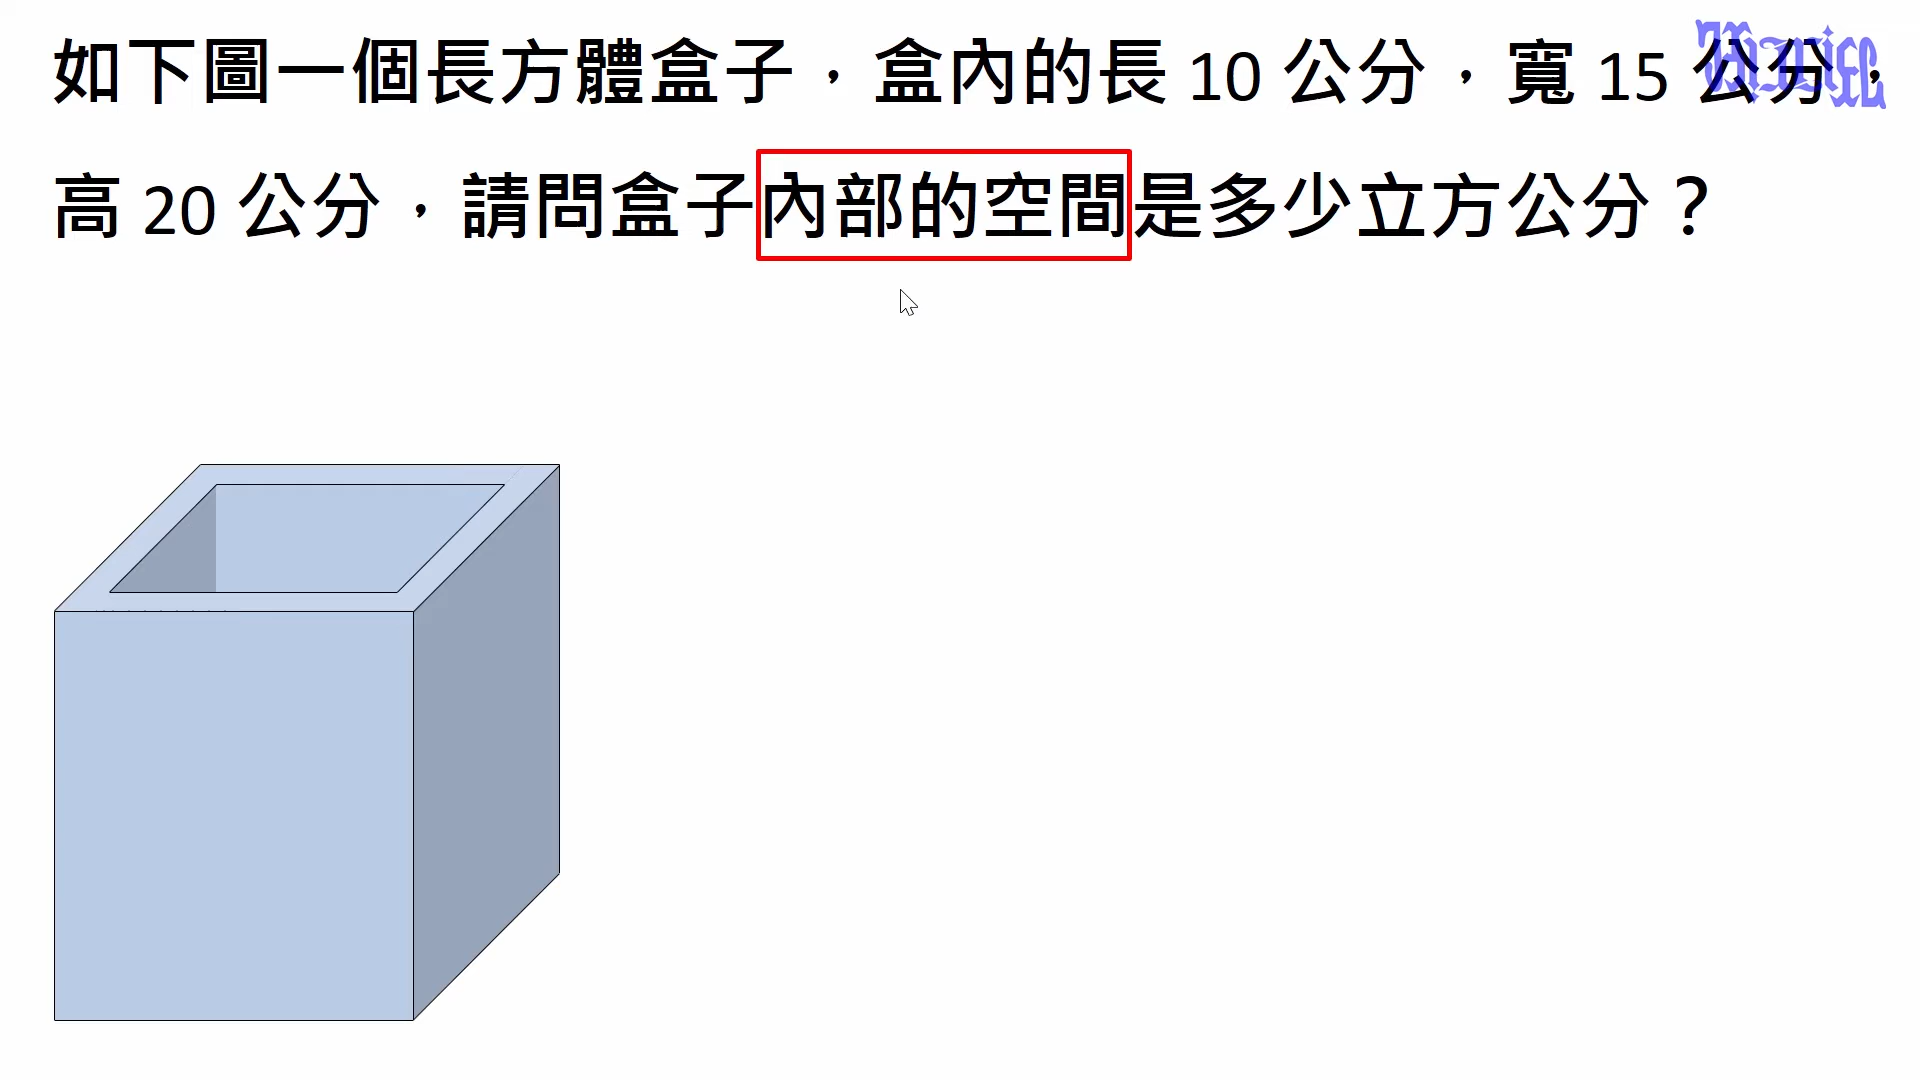 如下圖一個長方體盒子，盒內的長 10 公分，寬 15 公分，
高 20 公分，請問盒子內部的空間是多少立方公分？